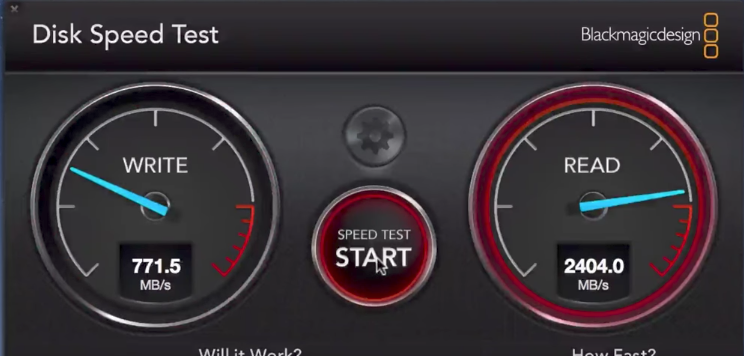 Disk Speed Test
Blackmagicdesign
WRITE
771.5
MB/s
SPEED TEST
START
READ
2404.0
MB/s
Will it Work?
How Fast?